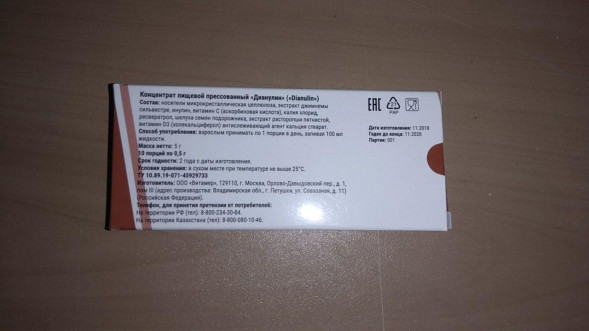 Концентрат пищевой прессованный «Дианулин» («Dianulin»)
Состав: носители микрокристаллическая целлюлоза, экстракт джимнемы
сильвестре, инулин, витамин С (аскорбиновая кислота), калия хлорид,
ресвератрол, шелуха семян подорожника, экстракт расторопши пятнистой,
витамин D3 (холекальциферол) антислеживающий агент кальция стеарат.
Способ употребления: взрослым принимать по 1 порции в день, запивая 100 мл
жидкости.
Масса нетто: 5 г
10 порций по 0,5 г
Срок годности: 2 года с даты изготовления.
Условия хранения: в сухом месте при температуре не выше 25°С.
ТУ 10.89.19-071-40929733
Изготовитель: ООО «Витамер», 129110, г. Москва, Орлово-Давыдовский пер., д. 1,
пом III (адрес производства: Владимирская обл., г. Петушки, ул. Совхозная, д. 11)
(Российская Федерация).
Телефон, для принятия претензий от потребителей:
На территории РФ (тел): 8-800-234-30-84.
На территории Казахстана (тел): 8-800-080-10-46.
EAC
PAP
Дата изготовления: 11.2018
Годен до конца: 11.2020
Партия: 001